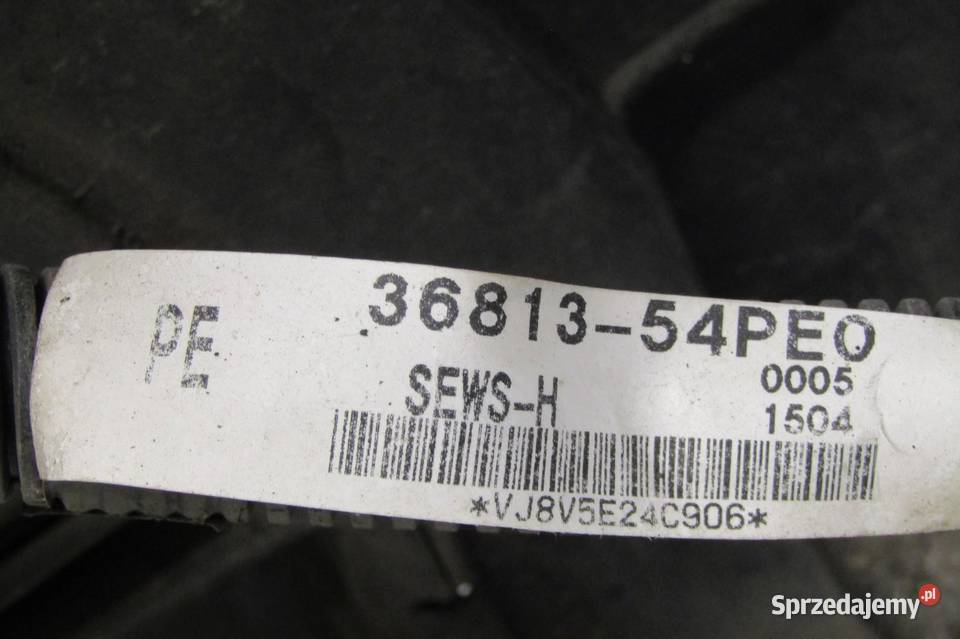 36813-54PE0
PE
0005
SEWS-H
1504
*VJ8V5E24C906*
Sprzedajemy.pl